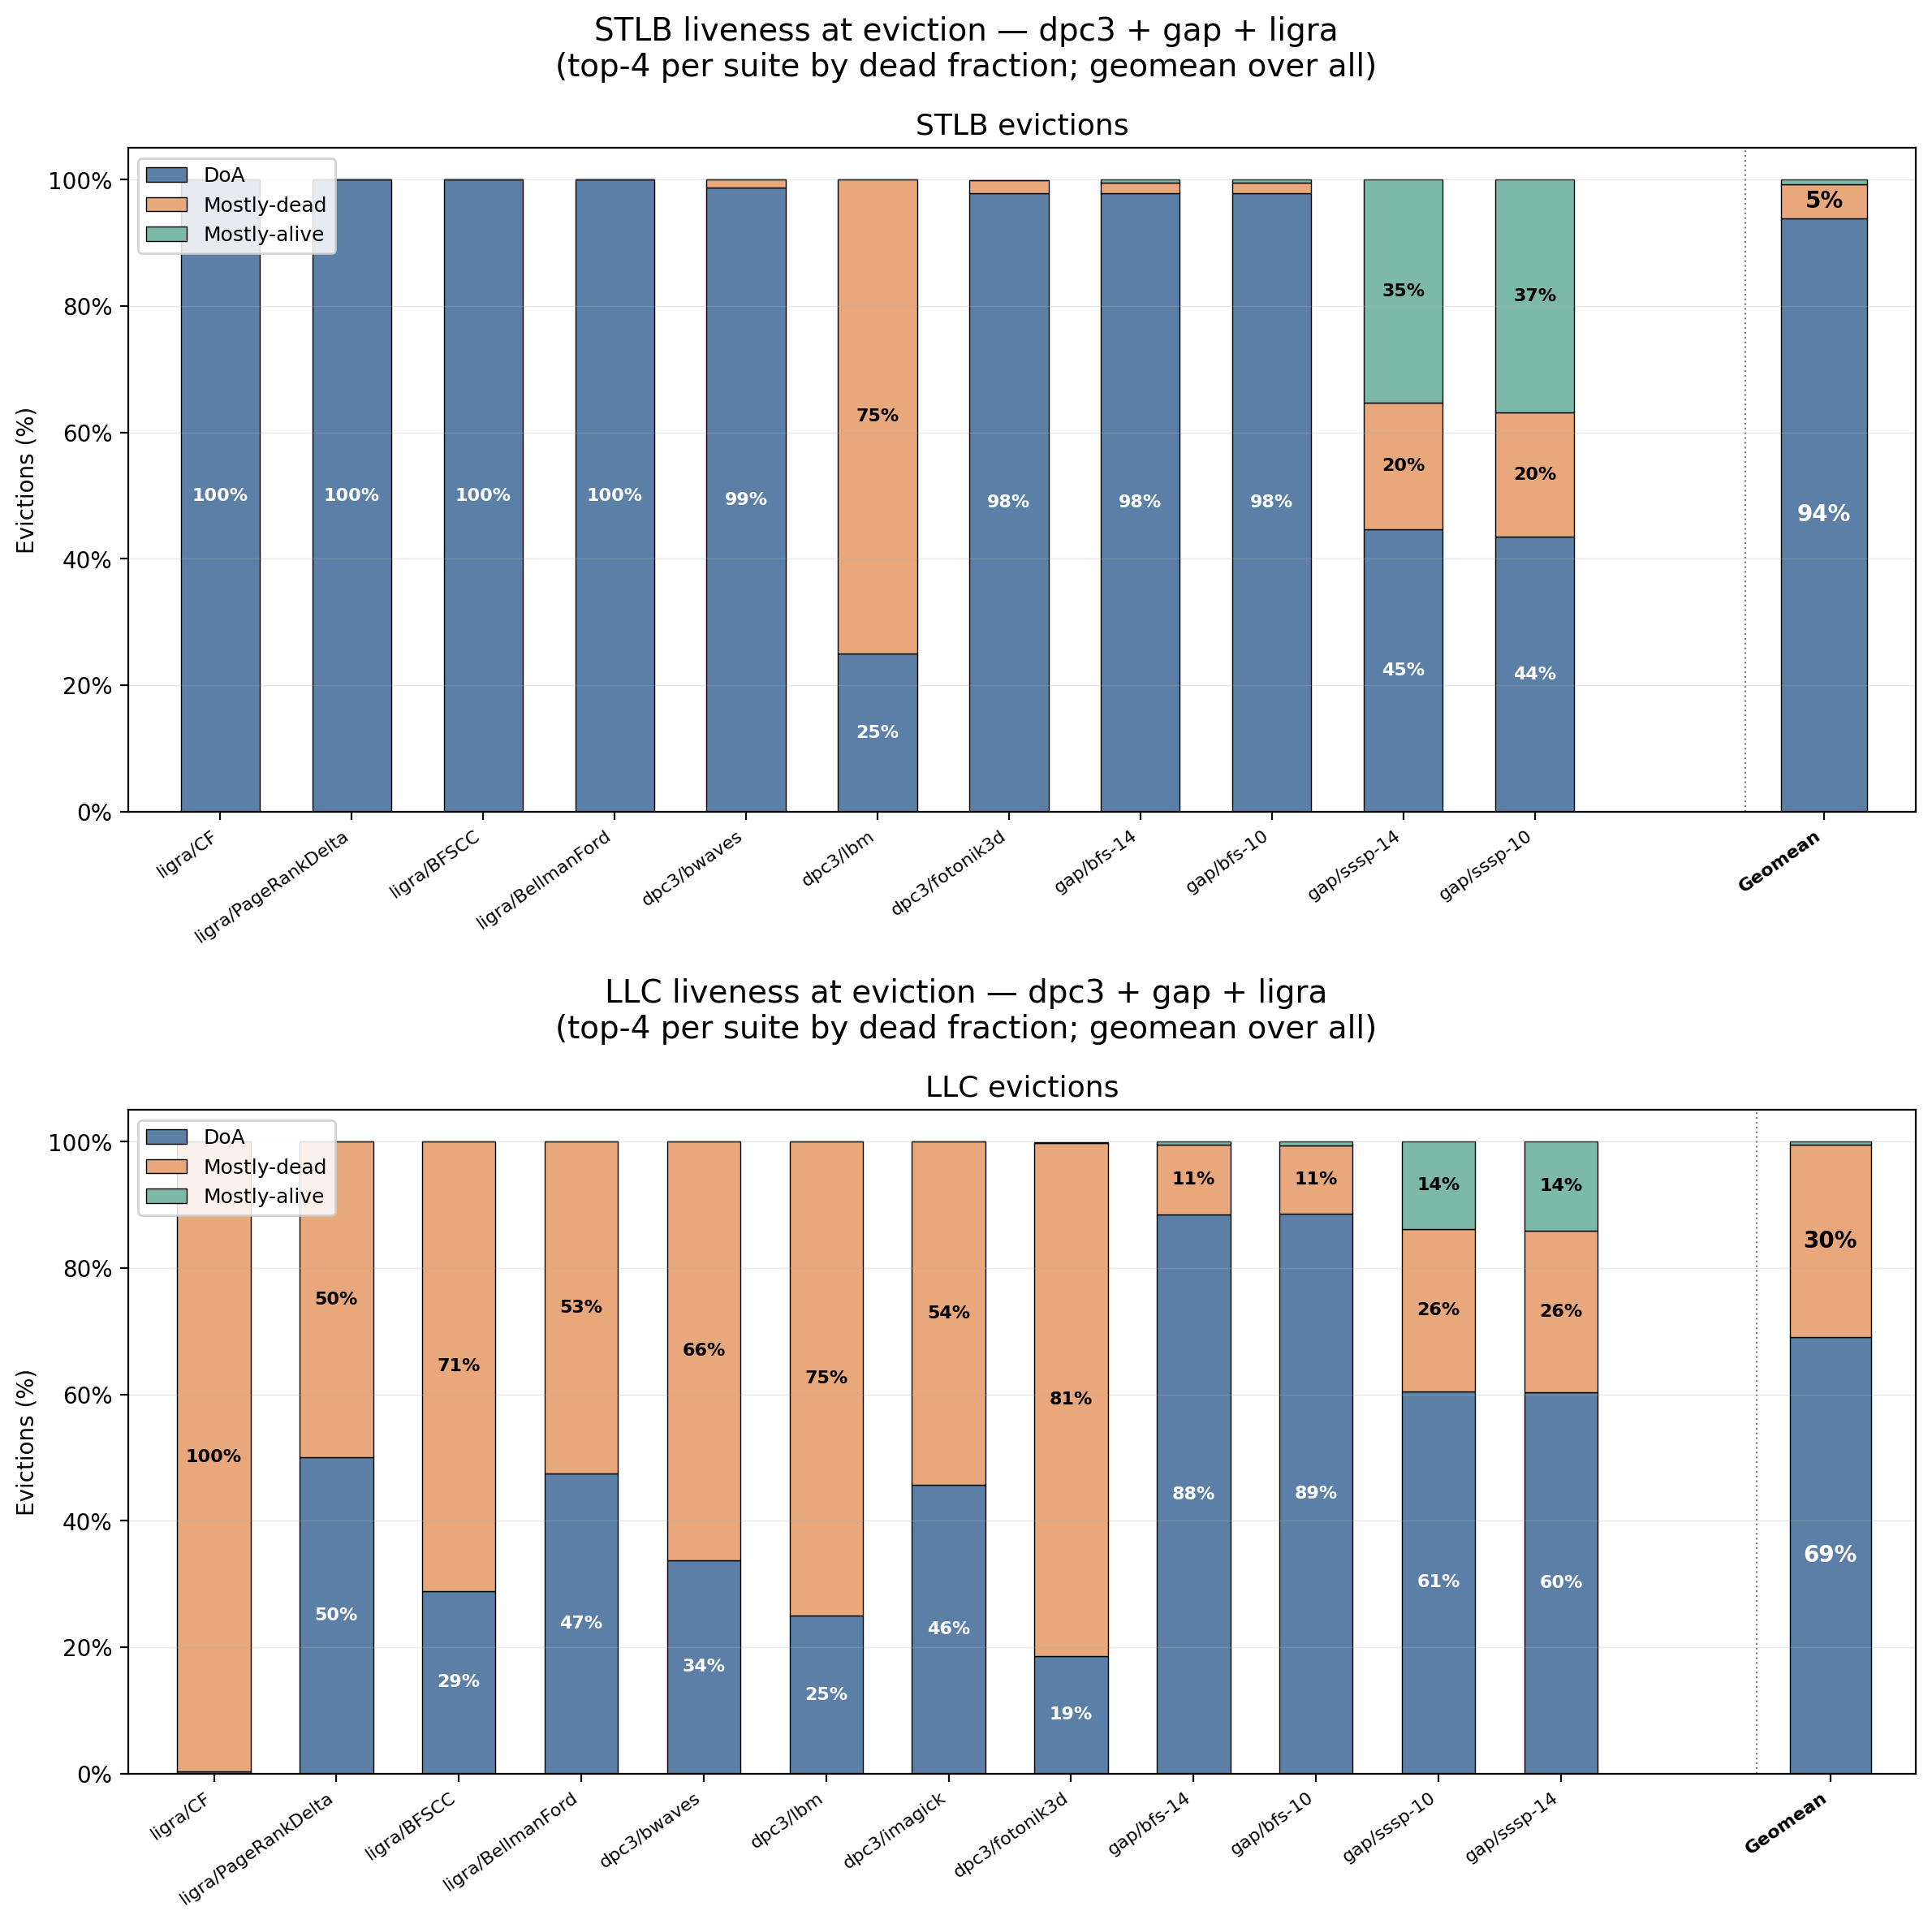 STLB liveness at eviction — dpc3 + gap + ligra
(top-4 per suite by dead fraction; geomean over all)
STLB evictions
DoA
Mostly-dead
Mostly-alive
Evictions (%)
100%
80%
60%
40%
20%
0%
100%
100%
100%
100%
99%
75%
25%
98%
98%
98%
35%
20%
45%
37%
20%
44%
5%
94%
ligra/CF
ligra/PageRankDelta
ligra/BFSCC
ligra/BellmanFord
dpc3/bwaves
dpc3/lbm
dpc3/fotonik3d
gap/bfs-14
gap/bfs-10
gap/sssp-14
gap/sssp-10
Geomean
LLC liveness at eviction — dpc3 + gap + ligra
(top-4 per suite by dead fraction; geomean over all)
LLC evictions
DoA
Mostly-dead
Mostly-alive
Evictions (%)
100%
80%
60%
40%
20%
0%
100%
50%
50%
71%
29%
53%
47%
66%
34%
75%
25%
54%
46%
81%
19%
11%
88%
11%
89%
14%
26%
61%
14%
26%
60%
30%
69%
ligra/CF
ligra/PageRankDelta
ligra/BFSCC
ligra/BellmanFord
dpc3/bwaves
dpc3/lbm
dpc3/imagick
dpc3/fotonik3d
gap/bfs-14
gap/bfs-10
gap/sssp-10
gap/sssp-14
Geomean